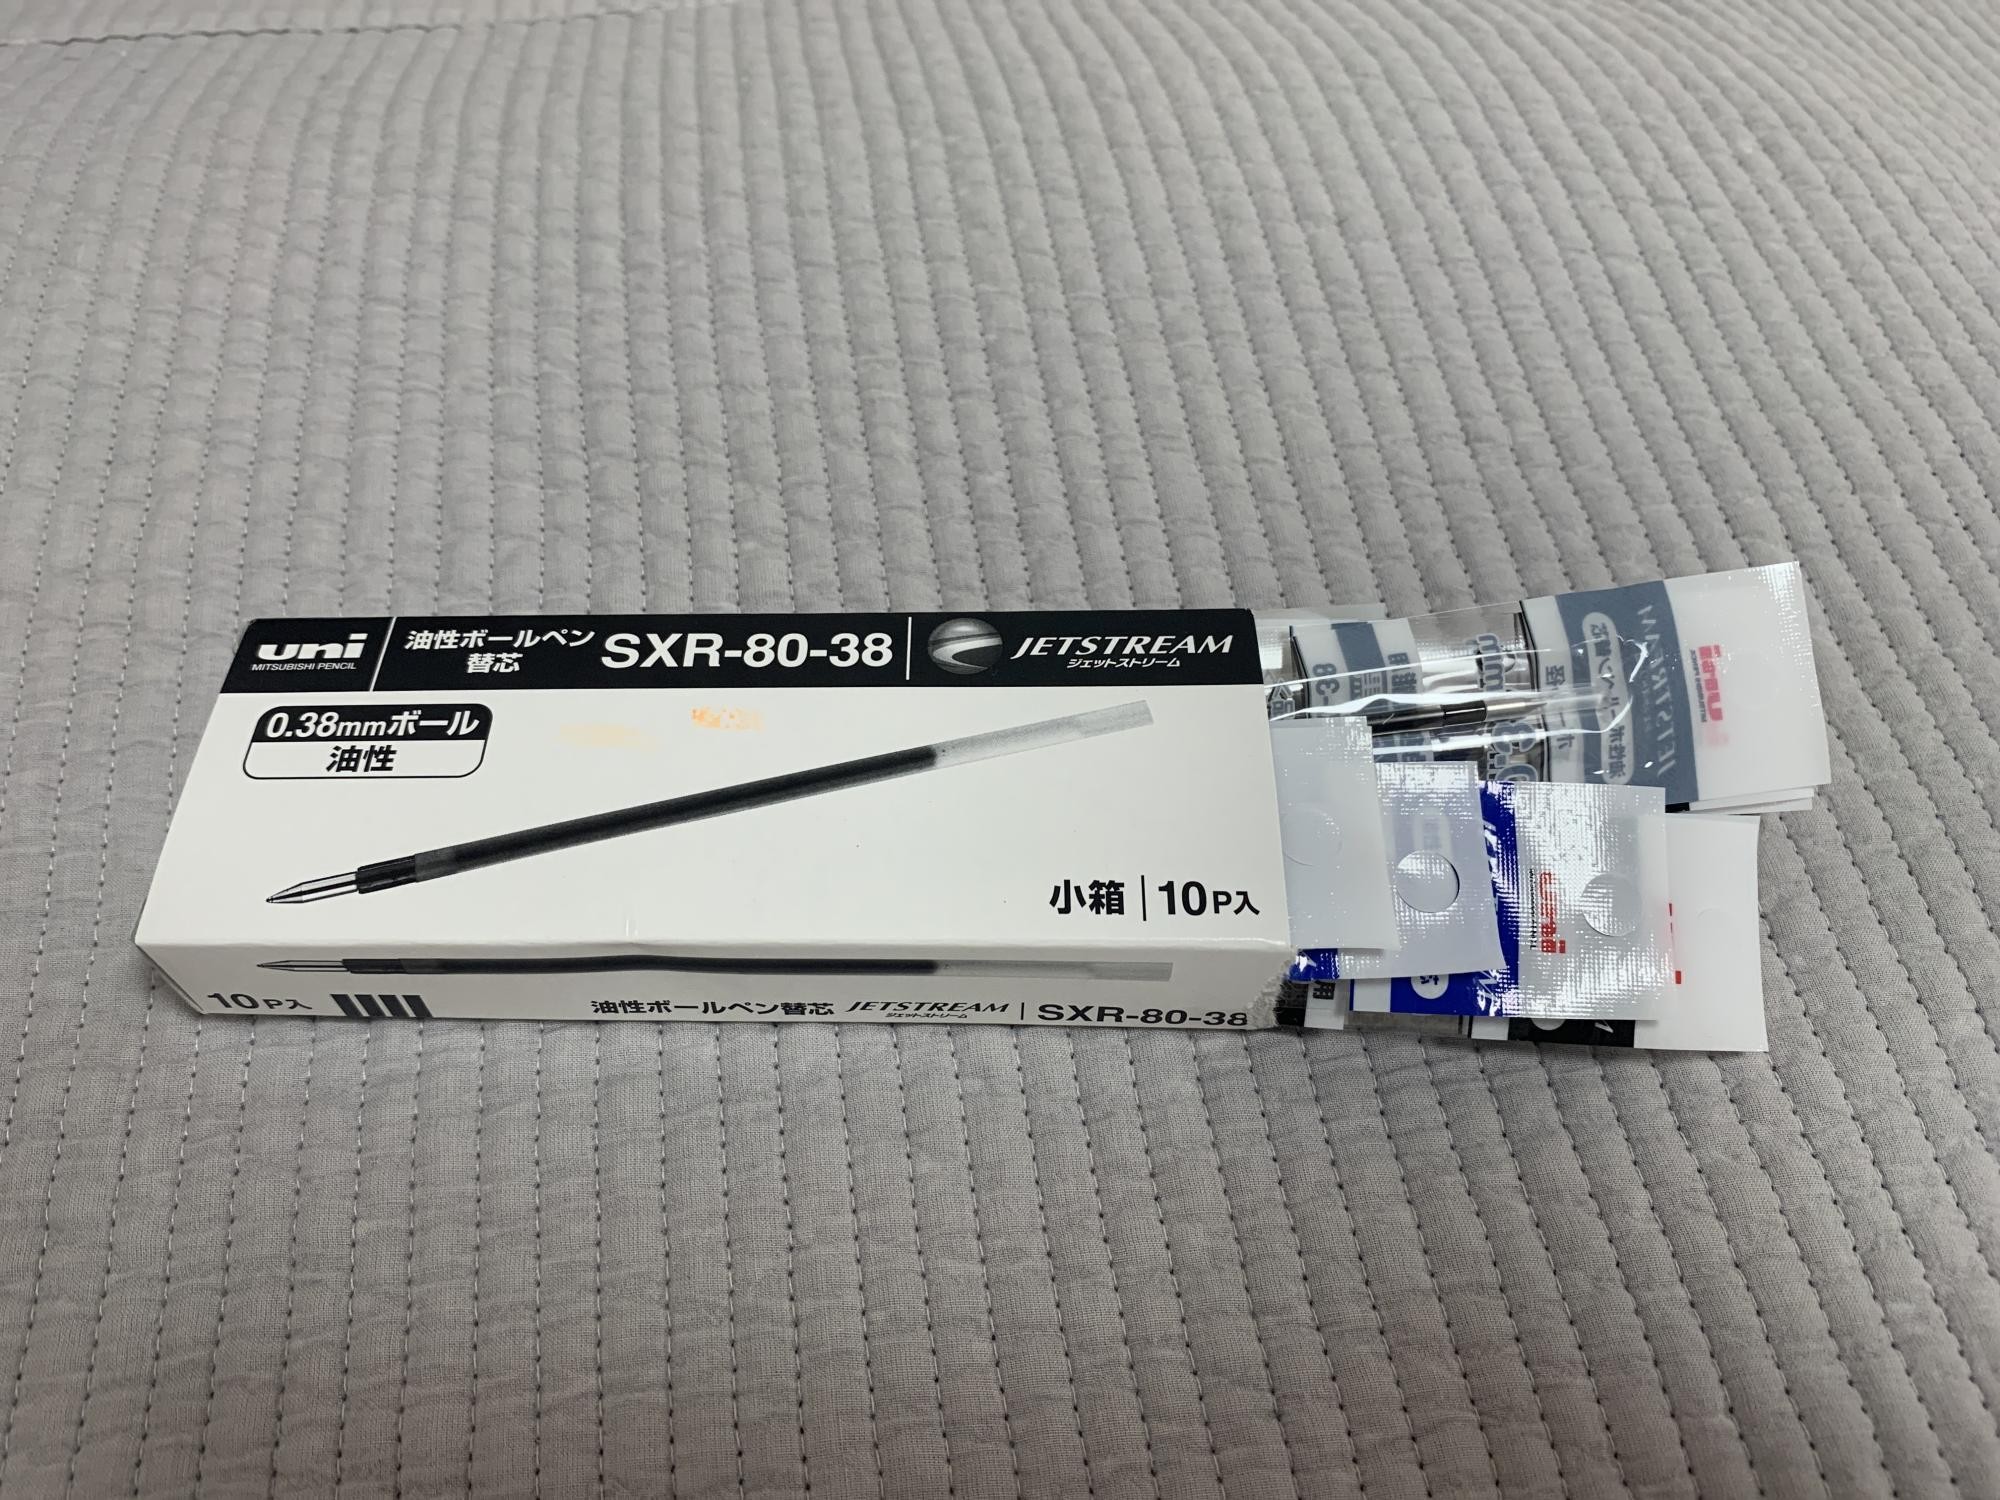 uni
MITSUBISHI PENCIL
油性ボールペン
替芯
SXR-80-38
JETSTREAM
ジェットストリーム
0.38mmボール
油性
小箱 10P入
10P入
油性ボールペン替芯 JETSTREAM SXR-80-38
ジェットストリーム
JETSTREAM
-38
uni